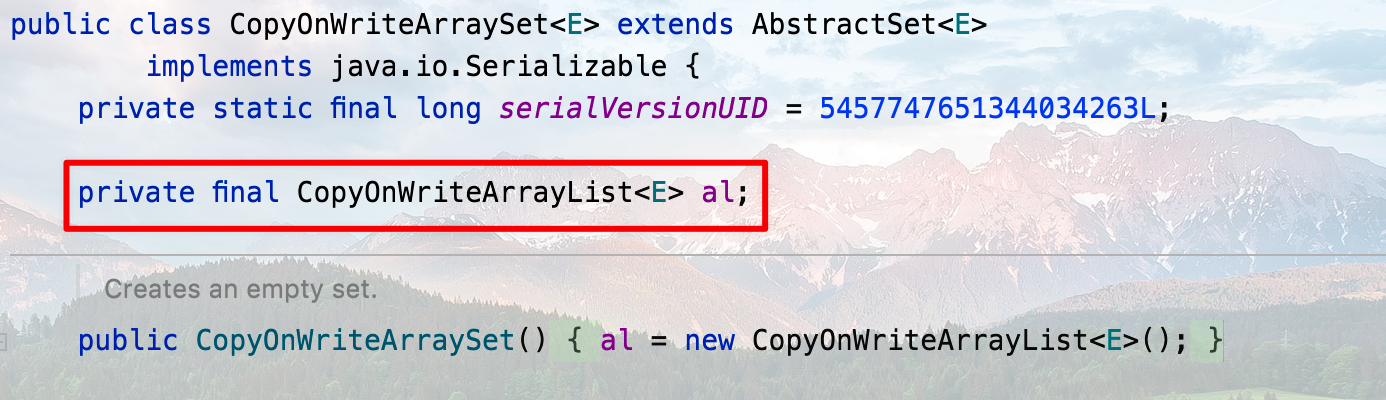 public class CopyOnWriteArraySet<E> extends AbstractSet<E>
implements java.io.Serializable {
private static final long serialVersionUID = 5457747651344034263L;
private final CopyOnWriteArrayList<E> al;
Creates an empty set.
public CopyOnWriteArraySet() { al = new CopyOnWriteArrayList<E>(); }